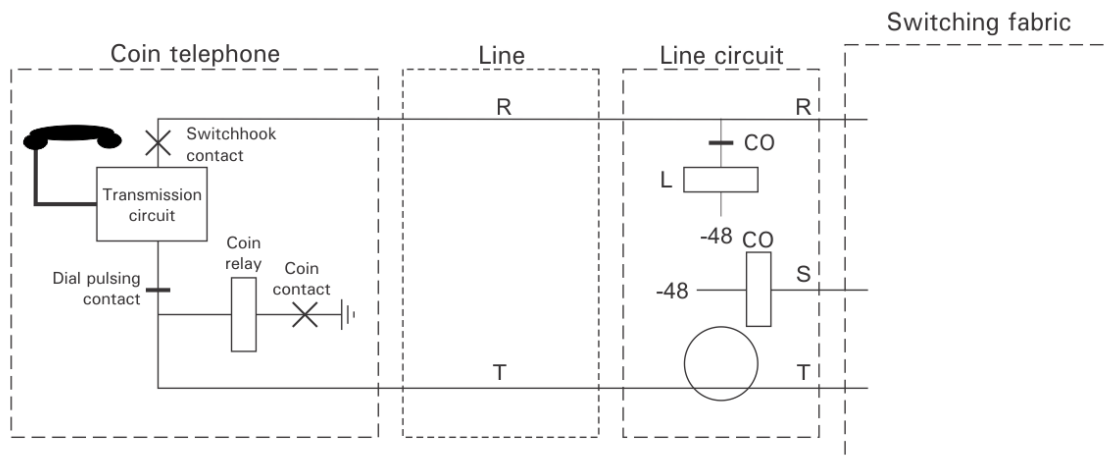 Switching fabric
Coin telephone
Line
Line circuit
R
R
Switchhook
contact
CO
L
Transmission
circuit
-48
CO
Coin
relay
Coin
contact
Dial pulsing
contact
S
-48
T
T